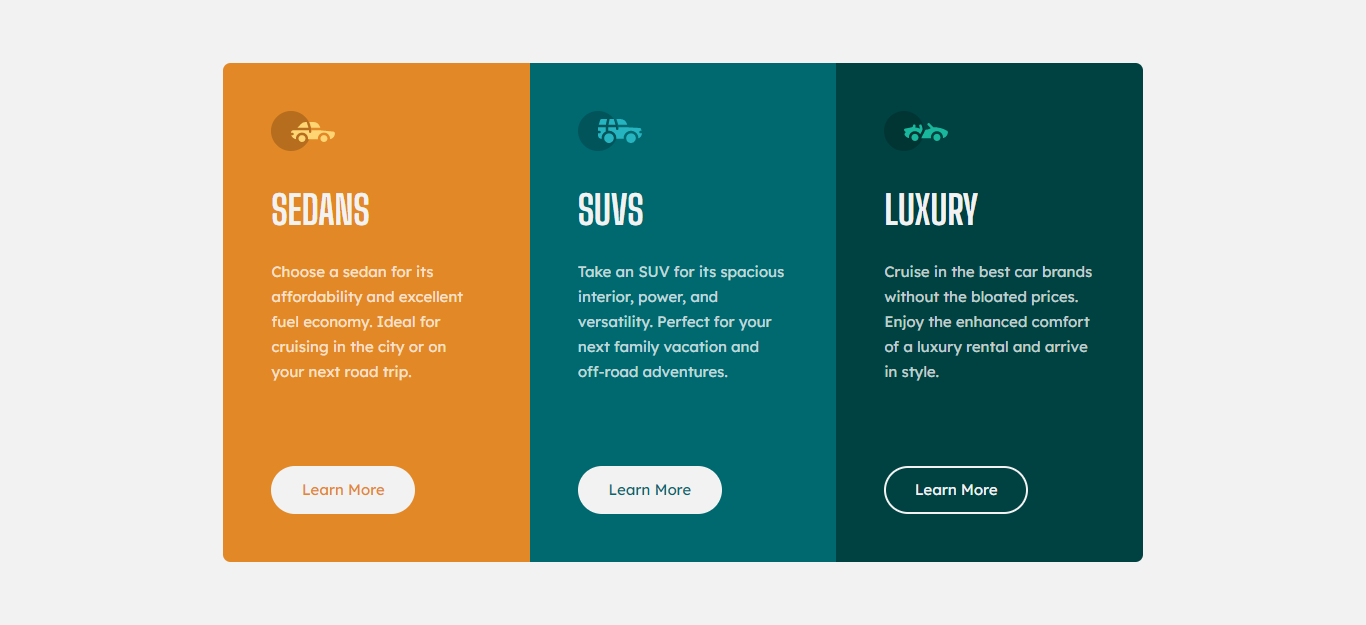 SEDANS
Choose a sedan for its
affordability and excellent
fuel economy. Ideal for
cruising in the city or on
your next road trip.
Learn More
SUVS
Take an SUV for its spacious
interior, power, and
versatility. Perfect for your
next family vacation and
off-road adventures.
Learn More
LUXURY
Cruise in the best car brands
without the bloated prices.
Enjoy the enhanced comfort
of a luxury rental and arrive
in style.
Learn More